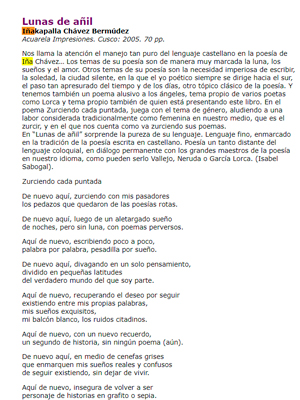 Lunas de añil
Iñakapalla Chávez Bermúdez
Acuarela Impresiones. Cusco: 2005. 70 pp.
Nos llama la atención el manejo tan puro del lenguaje castellano en la poesía de
Iña Chávez... Los temas de su poesía son de manera muy marcada la luna, los
sueños y el amor. Otros temas de su poesía son la necesidad imperiosa de escribir,
la soledad, la ciudad silente, en la que el yo poético siempre se dirige hacia el sur,
el paso tan apresurado del tiempo y de los días, otro tópico clásico de la poesía. Y
tenemos también un poema alusivo a los ángeles, tema propio de varios poetas
como Lorca y tema propio también de quien está presentando este libro. En el
poema Zurciendo cada puntada, juega con el tema de género, aludiendo a una
labor considerada tradicionalmente como femenina en nuestro medio, que es el
zurcir, y en el que nos cuenta como va zurciendo sus poemas.
En "Lunas de añil" sorprende la pureza de su lenguaje. Lenguaje fino, enmarcado
en la tradición de la poesía escrita en castellano. Poesía un tanto distante del
lenguaje coloquial, en diálogo permanente con los grandes maestros de la poesía
en nuestro idioma, como pueden serlo Vallejo, Neruda o García Lorca. (Isabel
Sabogal).
Zurciendo cada puntada
De nuevo aquí, zurciendo con mis pasadores
los pedazos que quedaron de las poesías rotas.
De nuevo aquí, luego de un aletargado sueño
de noches, pero sin luna, con poemas perversos.
Aquí de nuevo, escribiendo poco a poco,
palabra por palabra, pesadilla por sueño.
De nuevo aquí, divagando en un solo pensamiento,
dividido en pequeñas latitudes
del verdadero mundo del que soy parte.
Aquí de nuevo, recuperando el deseo por seguir
existiendo entre mis propias palabras,
mis sueños exquisitos,
mi balcón blanco, los ruidos citadinos.
Aquí de nuevo, con un nuevo recuerdo,
un segundo de historia, sin ningún poema (aún).
De nuevo aquí, en medio de cenefas grises
que enmarquen mis sueños reales y confusos
de seguir existiendo, sin dejar de vivir.
Aquí de nuevo, insegura de volver a ser
personaje de historias en grafito o sepia.